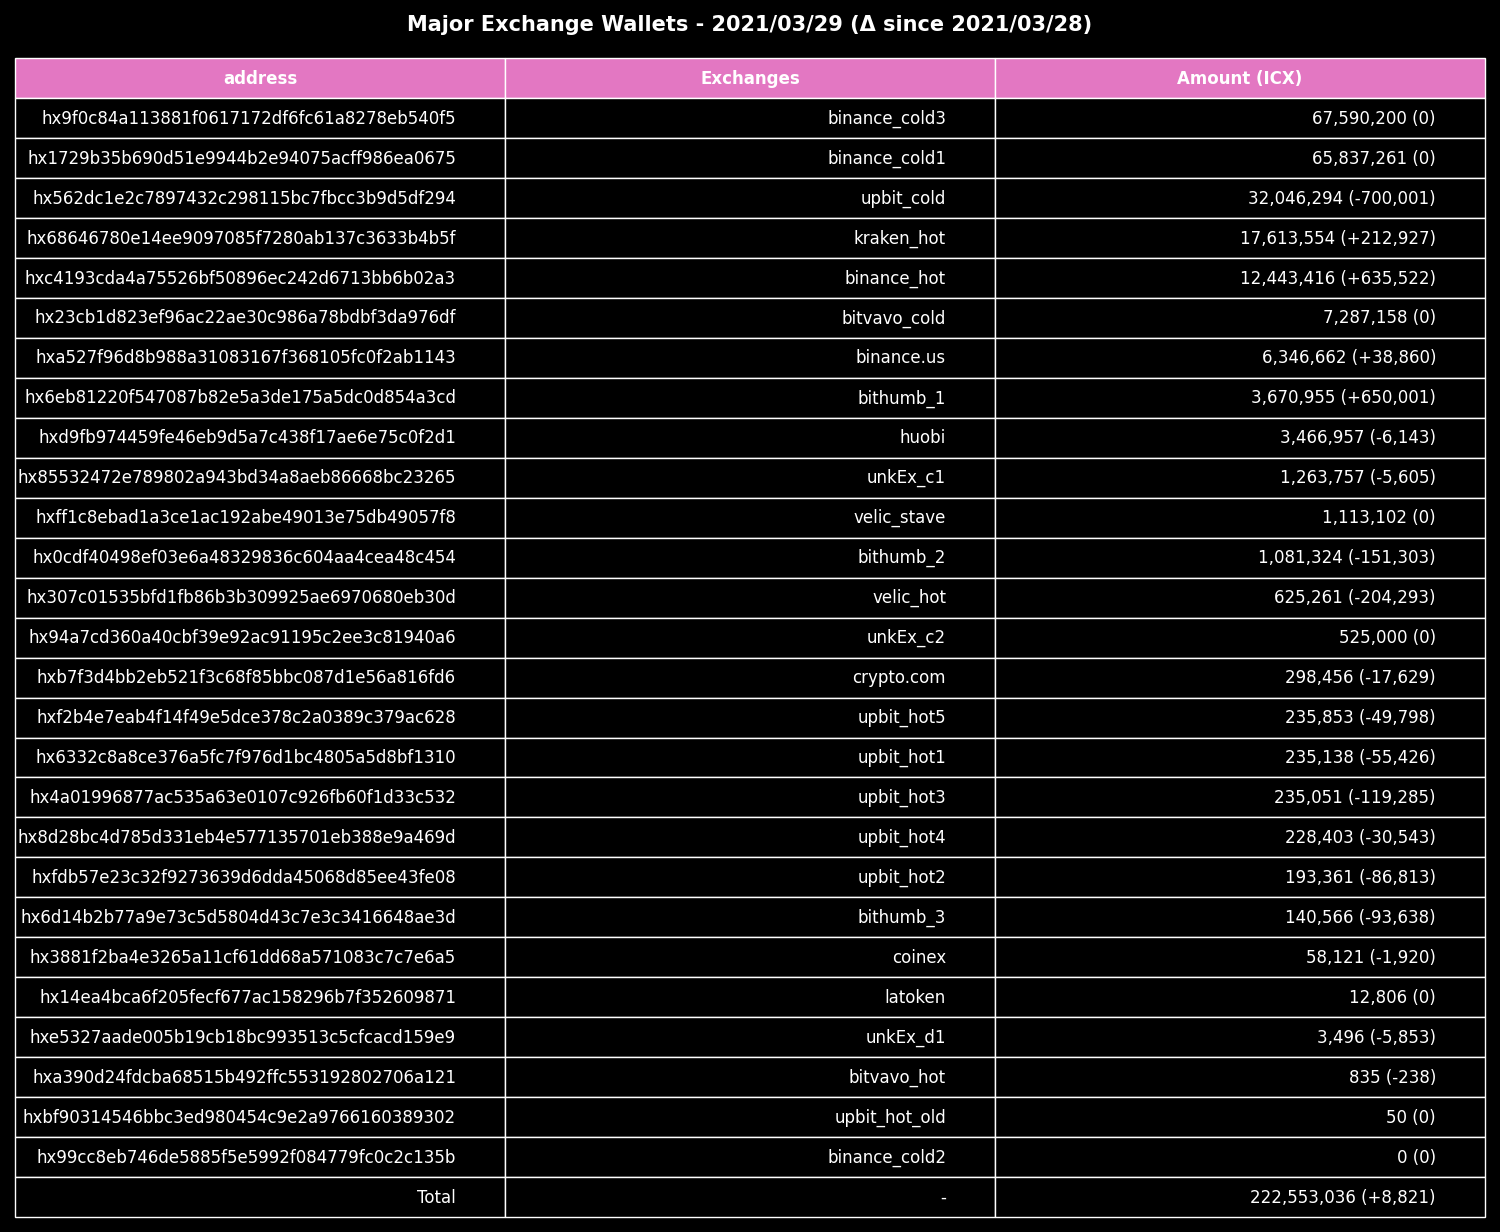 Major Exchange Wallets - 2021/03/29 (Δ since 2021/03/28)
address Exchanges Amount (ICX)
hx9f0c84a113881f0617172df6fc61a8278eb540f5 binance_cold3 67,590,200 (0)
hx1729b35b690d51e9944b2e94075acff986ea0675 binance_cold1 65,837,261 (0)
hx562dc1e2c7897432c298115bc7fbcc3b9d5df294 upbit_cold 32,046,294 (-700,001)
hx68646780e14ee9097085f7280ab137c3633b4b5f kraken_hot 17,613,554 (+212,927)
hxc4193cda4a75526bf50896ec242d6713bb6b02a3 binance_hot 12,443,416 (+635,522)
hx23cb1d823ef96ac22ae30c986a78bdbf3da976df bitvavo_cold 7,287,158 (0)
hxa527f96d8b988a31083167f368105fc0f2ab1143 binance.us 6,346,662 (+38,860)
hx6eb81220f547087b82e5a3de175a5dc0d854a3cd bithumb_1 3,670,955 (+650,001)
hxd9fb974459fe46eb9d5a7c438f17ae6e75c0f2d1 huobi 3,466,957 (-6,143)
hx85532472e789802a943bd34a8aeb86668bc23265 unkEx_c1 1,263,757 (-5,605)
hxff1c8ebad1a3ce1ac192abe49013e75db49057f8 velic_stave 1,113,102 (0)
hx0cdf40498ef03e6a48329836c604aa4cea48c454 bithumb_2 1,081,324 (-151,303)
hx307c01535bfd1fb86b3b309925ae6970680eb30d velic_hot 625,261 (-204,293)
hx94a7cd360a40cbf39e92ac91195c2ee3c81940a6 unkEx_c2 525,000 (0)
hxb7f3d4bb2eb521f3c68f85bbc087d1e56a816fd6 crypto.com 298,456 (-17,629)
hxf2b4e7eab4f14f49e5dce378c2a0389c379ac628 upbit_hot5 235,853 (-49,798)
hx6332c8a8ce376a5fc7f976d1bc4805a5d8bf1310 upbit_hot1 235,138 (-55,426)
hx4a01996877ac535a63e0107c926fb60f1d33c532 upbit_hot3 235,051 (-119,285)
hx8d28bc4d785d331eb4e577135701eb388e9a469d upbit_hot4 228,403 (-30,543)
hxfdb57e23c32f9273639d6dda45068d85ee43fe08 upbit_hot2 193,361 (-86,813)
hx6d14b2b77a9e73c5d5804d43c7e3c3416648ae3d bithumb_3 140,566 (-93,638)
hx3881f2ba4e3265a11cf61dd68a571083c7c7e6a5 coinex 58,121 (-1,920)
hx14ea4bca6f205fecf677ac158296b7f352609871 latoken 12,806 (0)
hxe5327aade005b19cb18bc993513c5cfcacd159e9 unkEx_d1 3,496 (-5,853)
hxa390d24fdcba68515b492ffc553192802706a121 bitvavo_hot 835 (-238)
hxbf90314546bbc3ed980454c9e2a9766160389302 upbit_hot_old 50 (0)
hx99cc8eb746de5885f5e5992f084779fc0c2c135b binance_cold2 0 (0)
Total - 222,553,036 (+8,821)